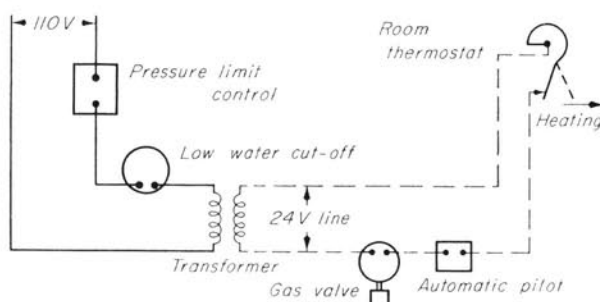 110V
Pressure limit
control
Low water cut-off
Room
thermostat
Heating
24V line
Transformer
Gas valve
Automatic pilot